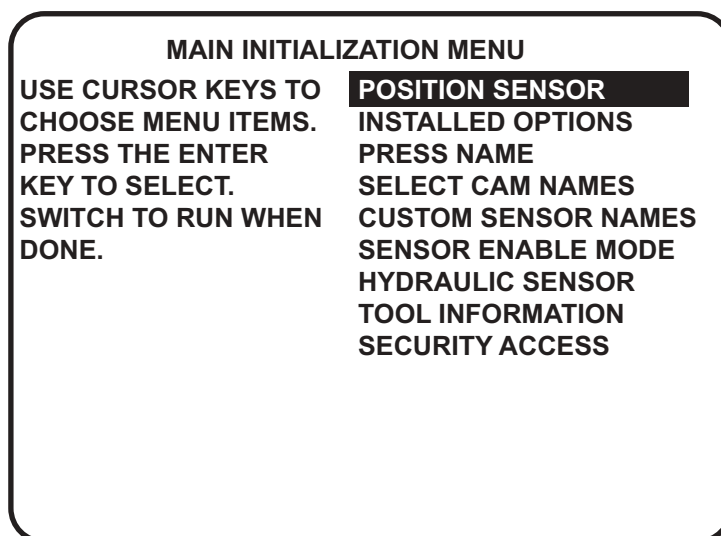 MAIN INITIALIZATION MENU
USE CURSOR KEYS TO
CHOOSE MENU ITEMS.
PRESS THE ENTER
KEY TO SELECT.
SWITCH TO RUN WHEN
DONE.
POSITION SENSOR
INSTALLED OPTIONS
PRESS NAME
SELECT CAM NAMES
CUSTOM SENSOR NAMES
SENSOR ENABLE MODE
HYDRAULIC SENSOR
TOOL INFORMATION
SECURITY ACCESS